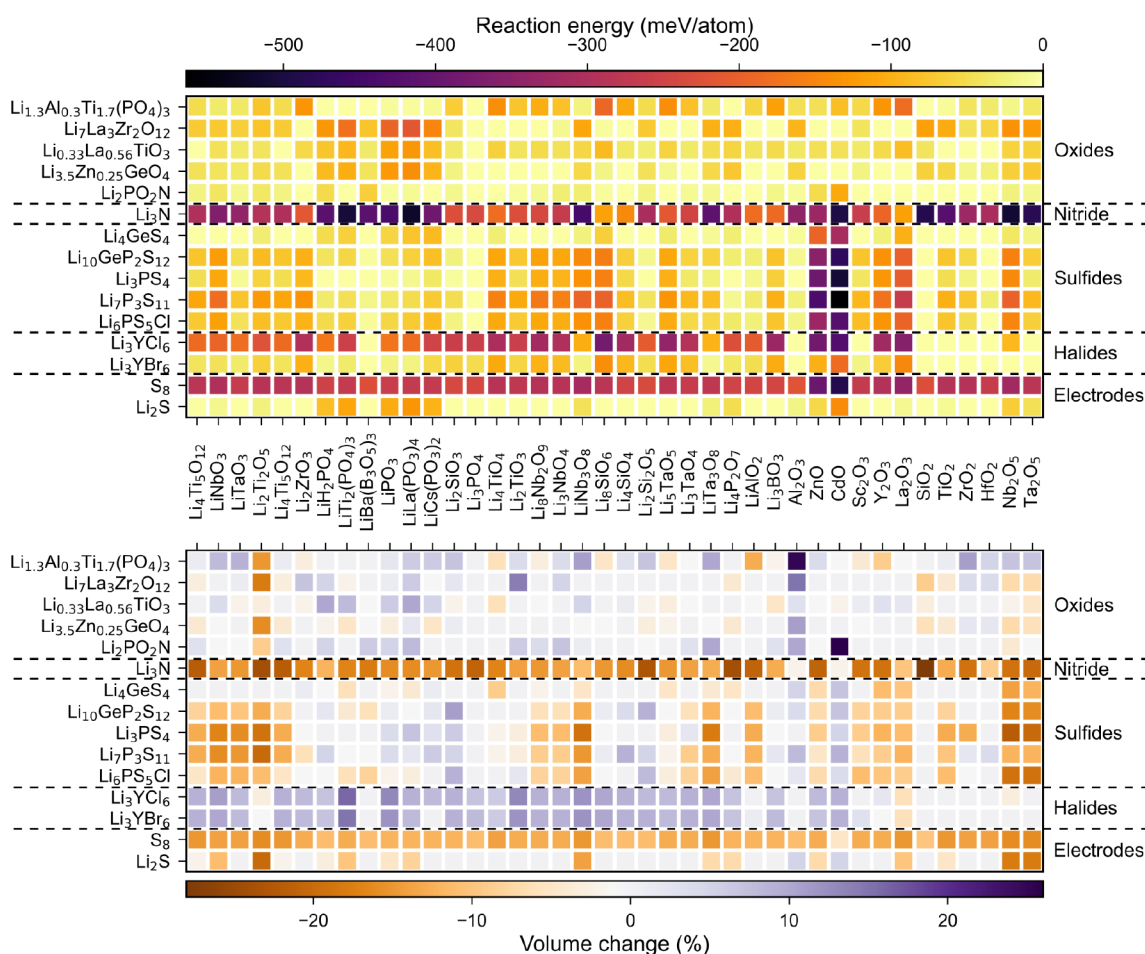 Reaction energy (meV/atom)
−500 −400 −300 −200 −100 0
Li₁.₃Al₀.₃Ti₁.₇(PO₄)₃
Li₇La₃Zr₂O₁₂
Li₀.₃₃La₀.₅₆TiO₃
Li₃.₅Zn₀.₂₅GeO₄
Li₂PO₂N
Li₃N
Li₄GeS₄
Li₁₀GeP₂S₁₂
Li₃PS₄
Li₇P₃S₁₁
Li₆PS₅Cl
Li₃YCl₆
Li₃YBr₆
S₈
Li₂S
Oxides
Nitride
Sulfides
Halides
Electrodes
Li₄Ti₅O₁₂
LiNbO₃
LiTaO₃
Li₂Ti₂O₅
Li₄Ti₅O₁₂
Li₂ZrO₃
LiH₂PO₄
LiTi₂(PO₄)₃
LiBa(B₃O₅)₃
LiPO₃
LiLa(PO₃)₄
LiCs(PO₃)₂
Li₂SiO₃
Li₃PO₄
Li₄TiO₄
Li₂TiO₃
Li₈Nb₂O₉
Li₃NbO₄
LiNb₃O₈
Li₈SiO₆
Li₄SiO₄
Li₂Si₂O₅
Li₅TaO₅
Li₃TaO₄
LiTa₃O₈
Li₄P₂O₇
LiAlO₂
Li₃BO₃
Al₂O₃
ZnO
CdO
Sc₂O₃
Y₂O₃
La₂O₃
SiO₂
TiO₂
ZrO₂
HfO₂
Nb₂O₅
Ta₂O₅
Li₁.₃Al₀.₃Ti₁.₇(PO₄)₃
Li₇La₃Zr₂O₁₂
Li₀.₃₃La₀.₅₆TiO₃
Li₃.₅Zn₀.₂₅GeO₄
Li₂PO₂N
Li₃N
Li₄GeS₄
Li₁₀GeP₂S₁₂
Li₃PS₄
Li₇P₃S₁₁
Li₆PS₅Cl
Li₃YCl₆
Li₃YBr₆
S₈
Li₂S
Oxides
Nitride
Sulfides
Halides
Electrodes
−20 −10 0 10 20
Volume change (%)